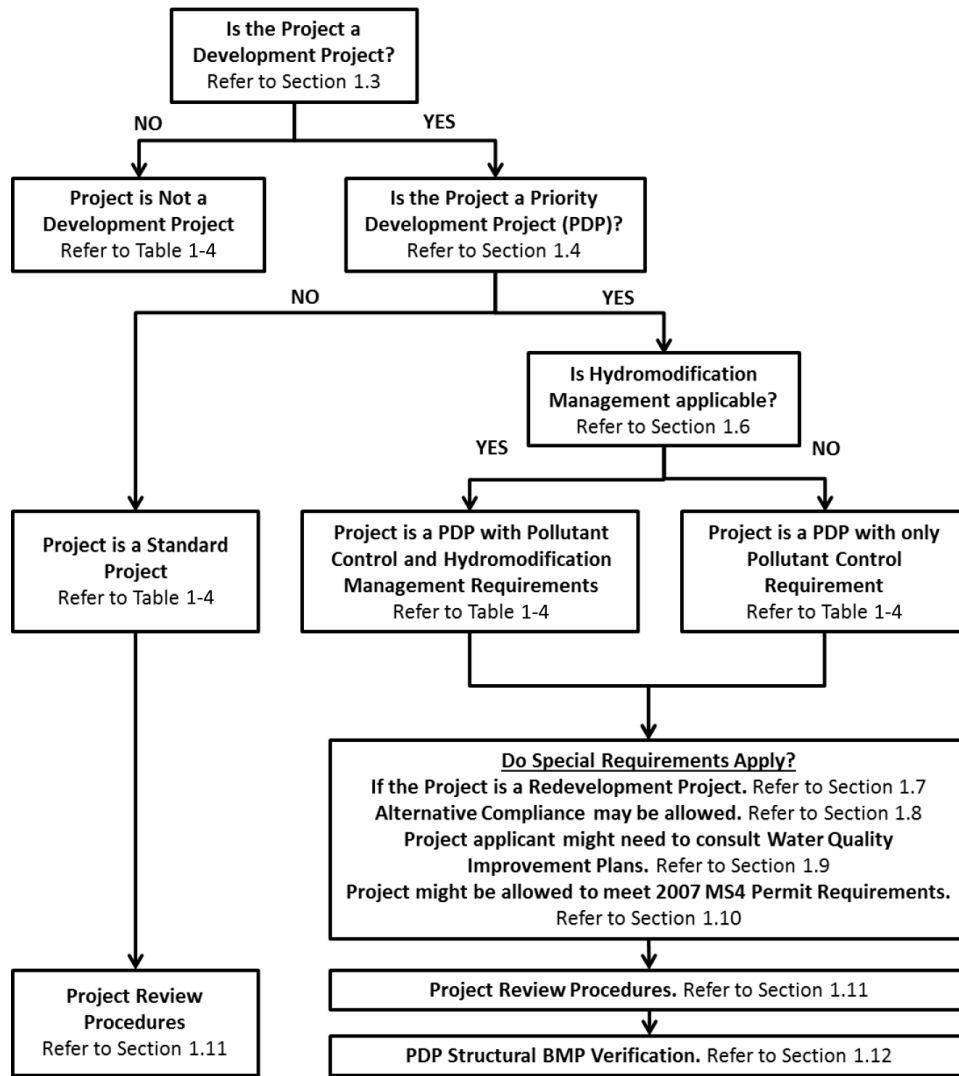 Is the Project a
Development Project?
Refer to Section 1.3
NO
YES
Project is Not a
Development Project
Refer to Table 1-4
Is the Project a Priority
Development Project (PDP)?
Refer to Section 1.4
NO
YES
Is Hydromodification
Management applicable?
Refer to Section 1.6
YES
NO
Project is a Standard
Project
Refer to Table 1-4
Project is a PDP with Pollutant
Control and Hydromodification
Management Requirements
Refer to Table 1-4
Project is a PDP with only
Pollutant Control
Requirement
Refer to Table 1-4
Do Special Requirements Apply?
If the Project is a Redevelopment Project. Refer to Section 1.7
Alternative Compliance may be allowed. Refer to Section 1.8
Project applicant might need to consult Water Quality
Improvement Plans. Refer to Section 1.9
Project might be allowed to meet 2007 MS4 Permit Requirements.
Refer to Section 1.10
Project Review
Procedures
Refer to Section 1.11
Project Review Procedures. Refer to Section 1.11
PDP Structural BMP Verification. Refer to Section 1.12